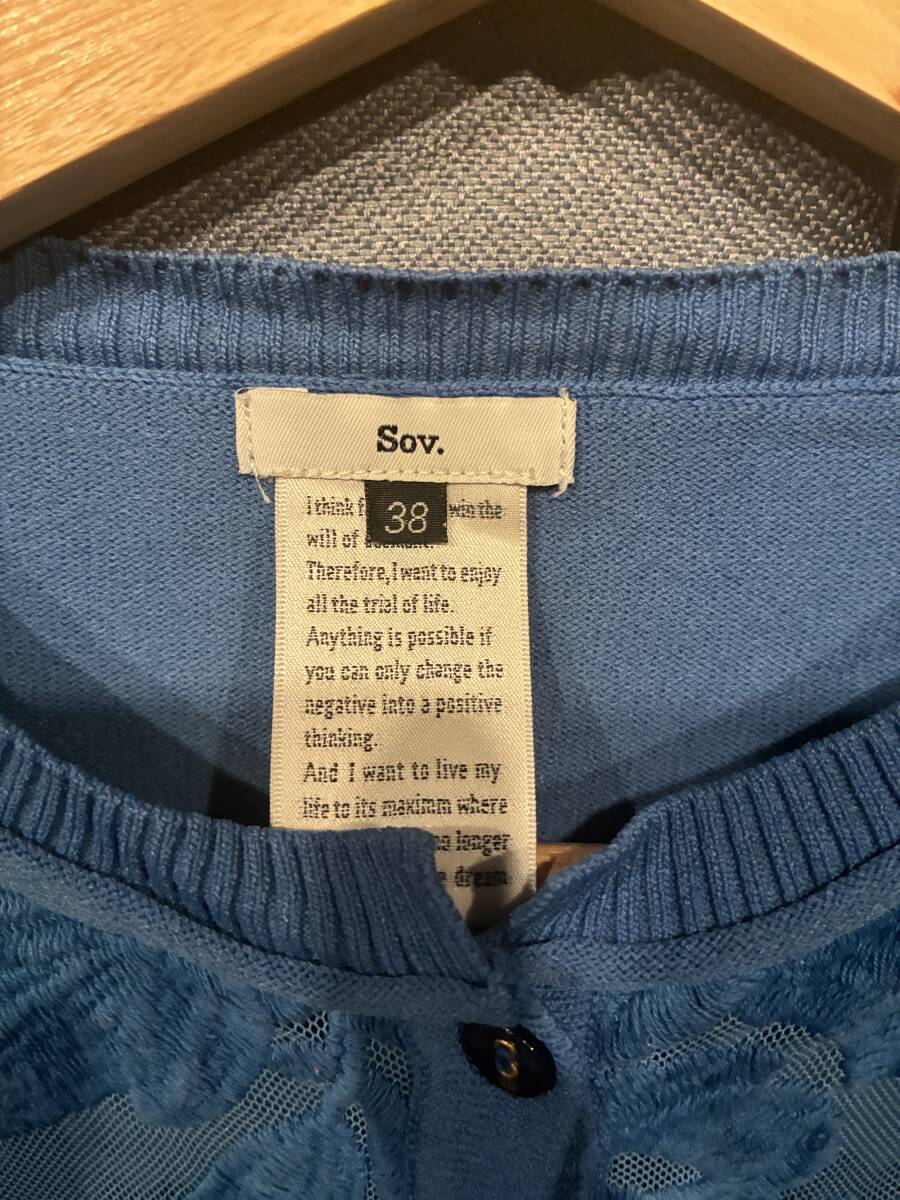 Sov.
38
I think win the
will of
Therefore, I want to enjoy
all the trial of life.
Anything is possible if
you can only change the
negative into a positive
thinking.
And I want to live my
life to its maximm where
no longer
dream